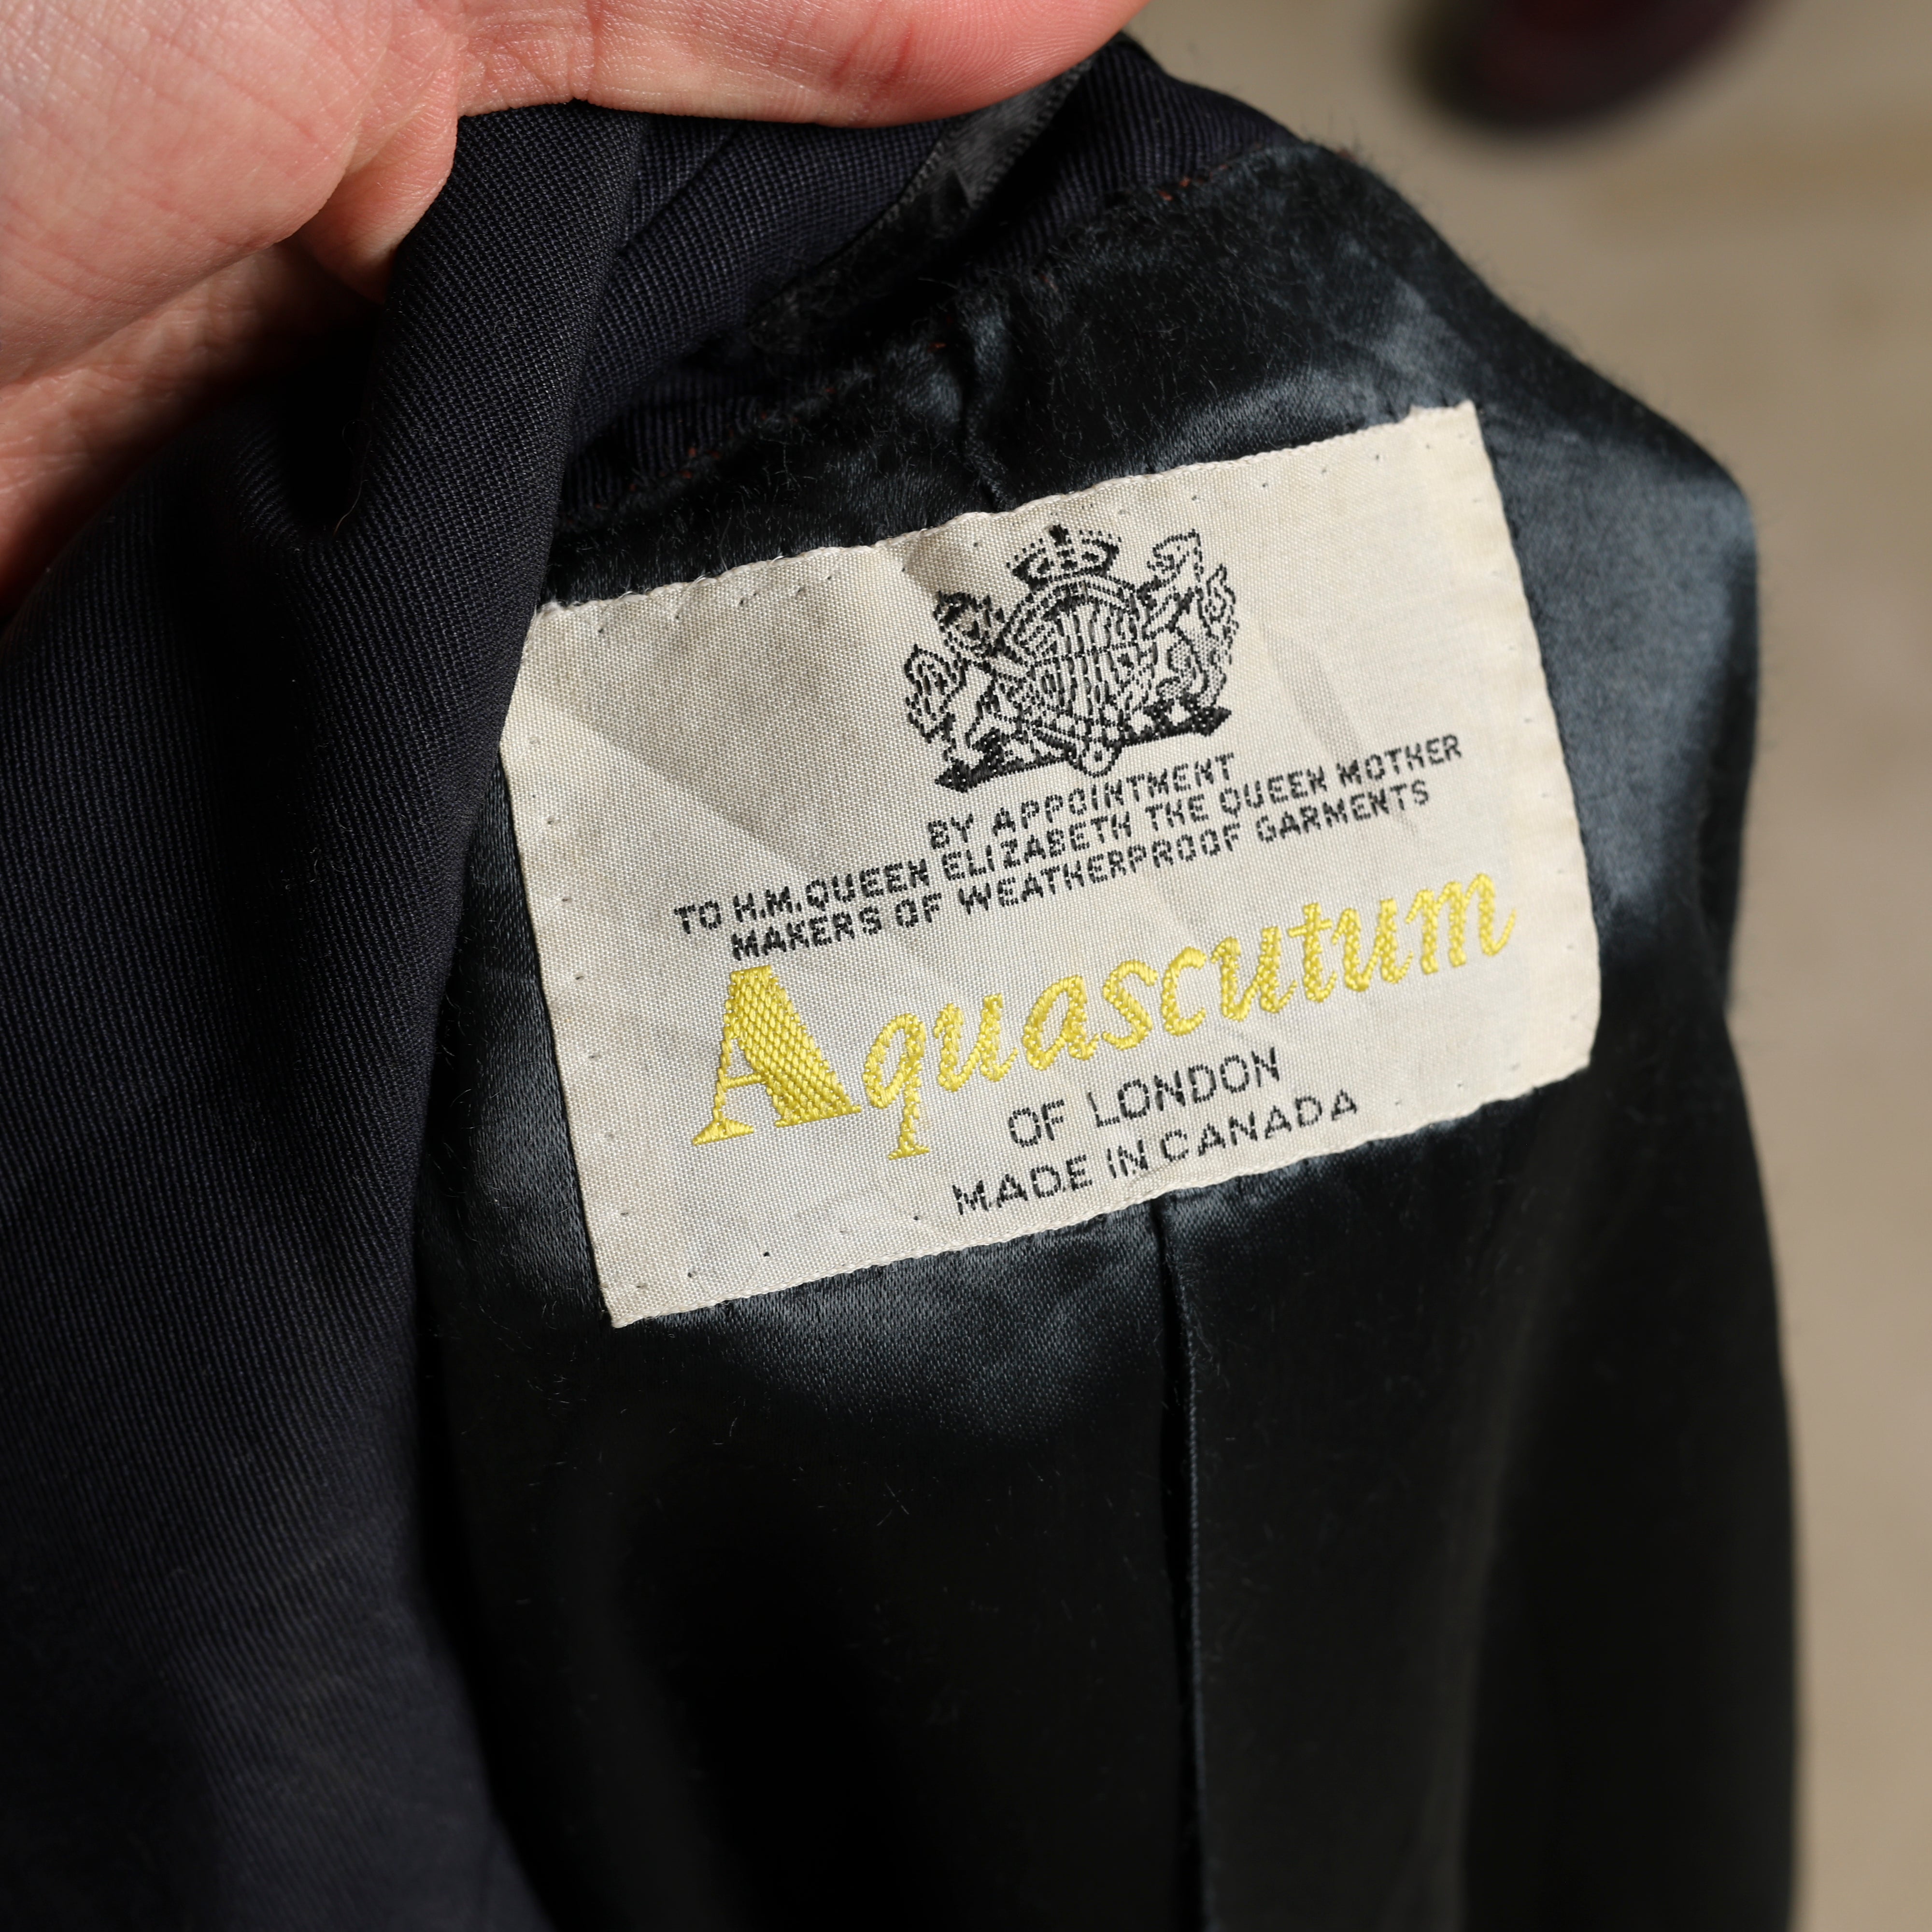 BY APPOINTMENT
TO H.M. QUEEN ELIZABETH THE QUEEN MOTHER
MAKERS OF WEATHERPROOF GARMENTS
Aquascutum
OF LONDON
MADE IN CANADA